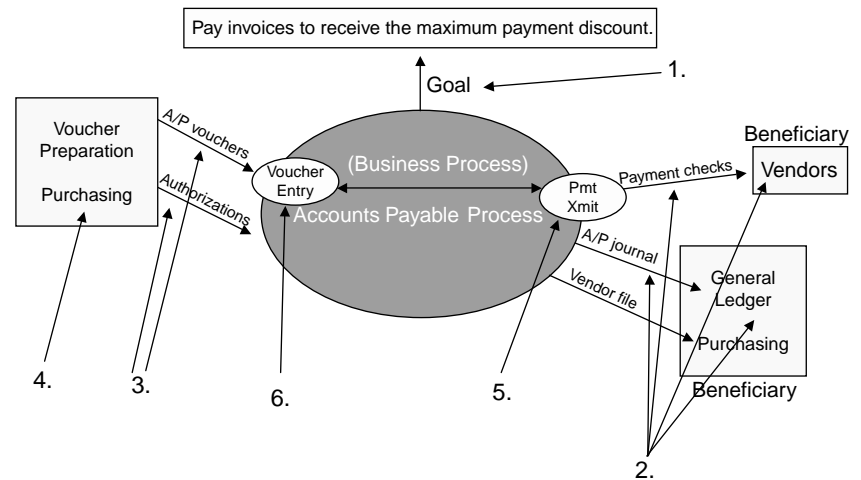 Pay invoices to receive the maximum payment discount.
1.
Goal
Voucher
Preparation
Purchasing
A/P vouchers
Authorizations
Voucher
Entry
(Business Process)
Accounts Payable Process
Pmt
Xmit
Payment checks
Beneficiary
Vendors
A/P journal
Vendor file
General
Ledger
Purchasing
Beneficiary
4.
3.
6.
5.
2.